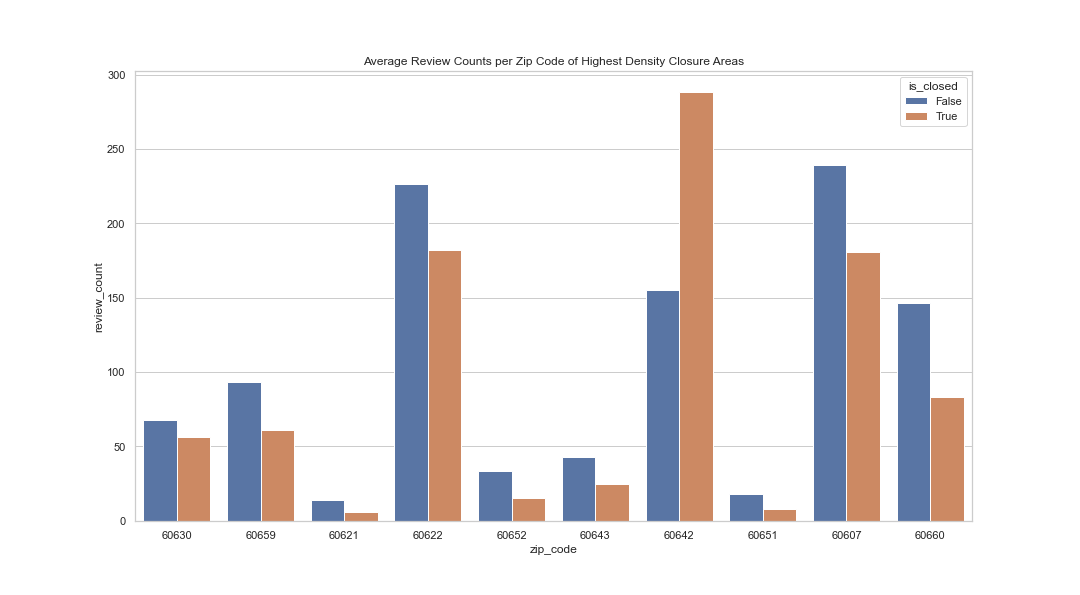 Average Review Counts per Zip Code of Highest Density Closure Areas
is_closed
False
True
review_count
300
250
200
150
100
50
0
60630 60659 60621 60622 60652 60643 60642 60651 60607 60660
zip_code